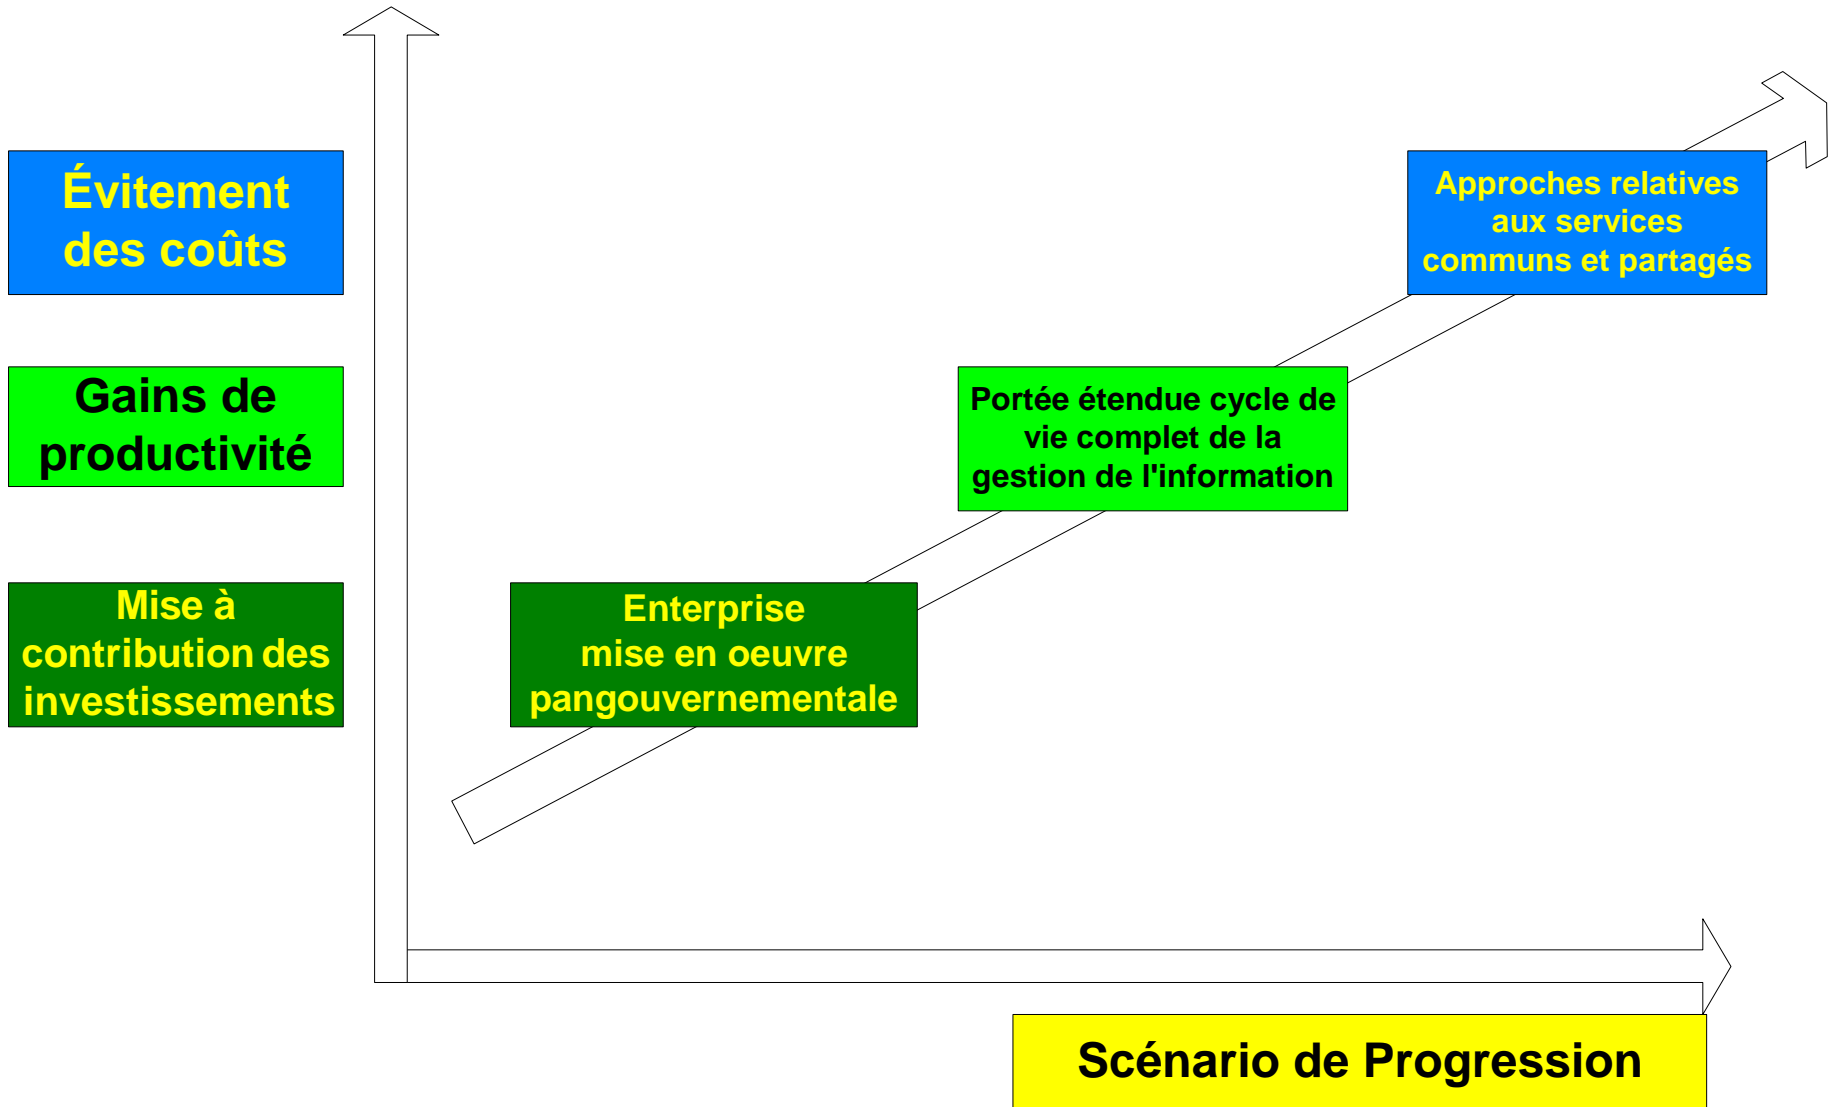 Évitement
des coûts
Approches relatives
aux services
communs et partagés
Gains de
productivité
Portée étendue cycle de
vie complet de la
gestion de l'information
Mise à
contribution des
investissements
Enterprise
mise en oeuvre
pangouvernementale
Scénario de Progression